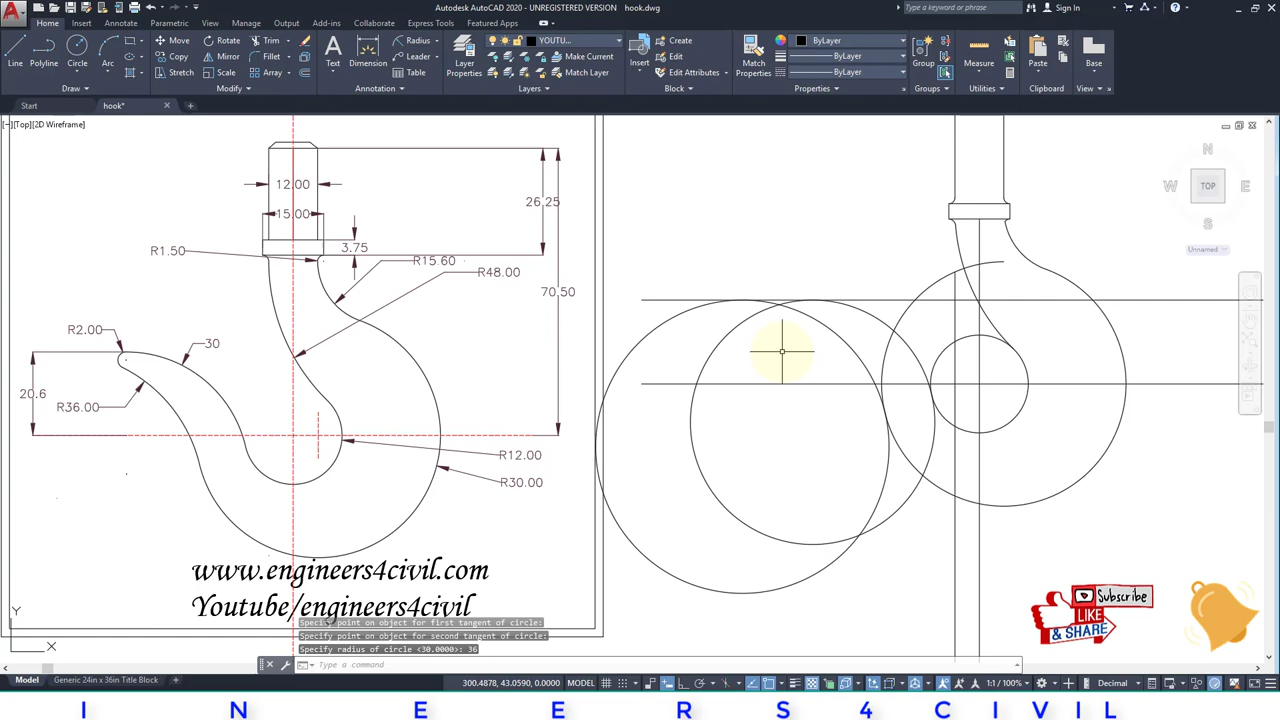 Autodesk AutoCAD 2020 - UNREGISTERED VERSION hook.dwg
Type a keyword or phrase
Sign In
Home Insert Annotate Parametric View Manage Output Add-ins Collaborate Express Tools Featured Apps
Line Polyline Circle Arc
Move Rotate Trim
Copy Mirror Fillet
Stretch Scale Array
Text Dimension
Radius
Leader
Table
Layer Properties
YOUTU...
Make Current
Match Layer
Insert
Create
Edit
Edit Attributes
Match Properties
ByLayer
ByLayer
ByLayer
Group
Measure
Paste
Base
Draw Modify Annotation Layers Block Properties Groups Utilities Clipboard View
Start hook*
[−][Top][2D Wireframe]
N
W TOP E
S
Unnamed
12.00
15.00
26.25
3.75
R1.50
R15.60
R48.00
70.50
R2.00
30
20.6
R36.00
R12.00
R30.00
www.engineers4civil.com
Youtube/engineers4civil
Y
X
Subscribe
LIKE
& SHARE
Specify point on object for first tangent of circle:
Specify point on object for second tangent of circle:
Specify radius of circle <30.0000>: 36
Type a command
Model Generic 24in x 36in Title Block +
300.4878, 43.0590, 0.0000 MODEL 1:1 / 100% Decimal
I N E E R S 4 C I V I L